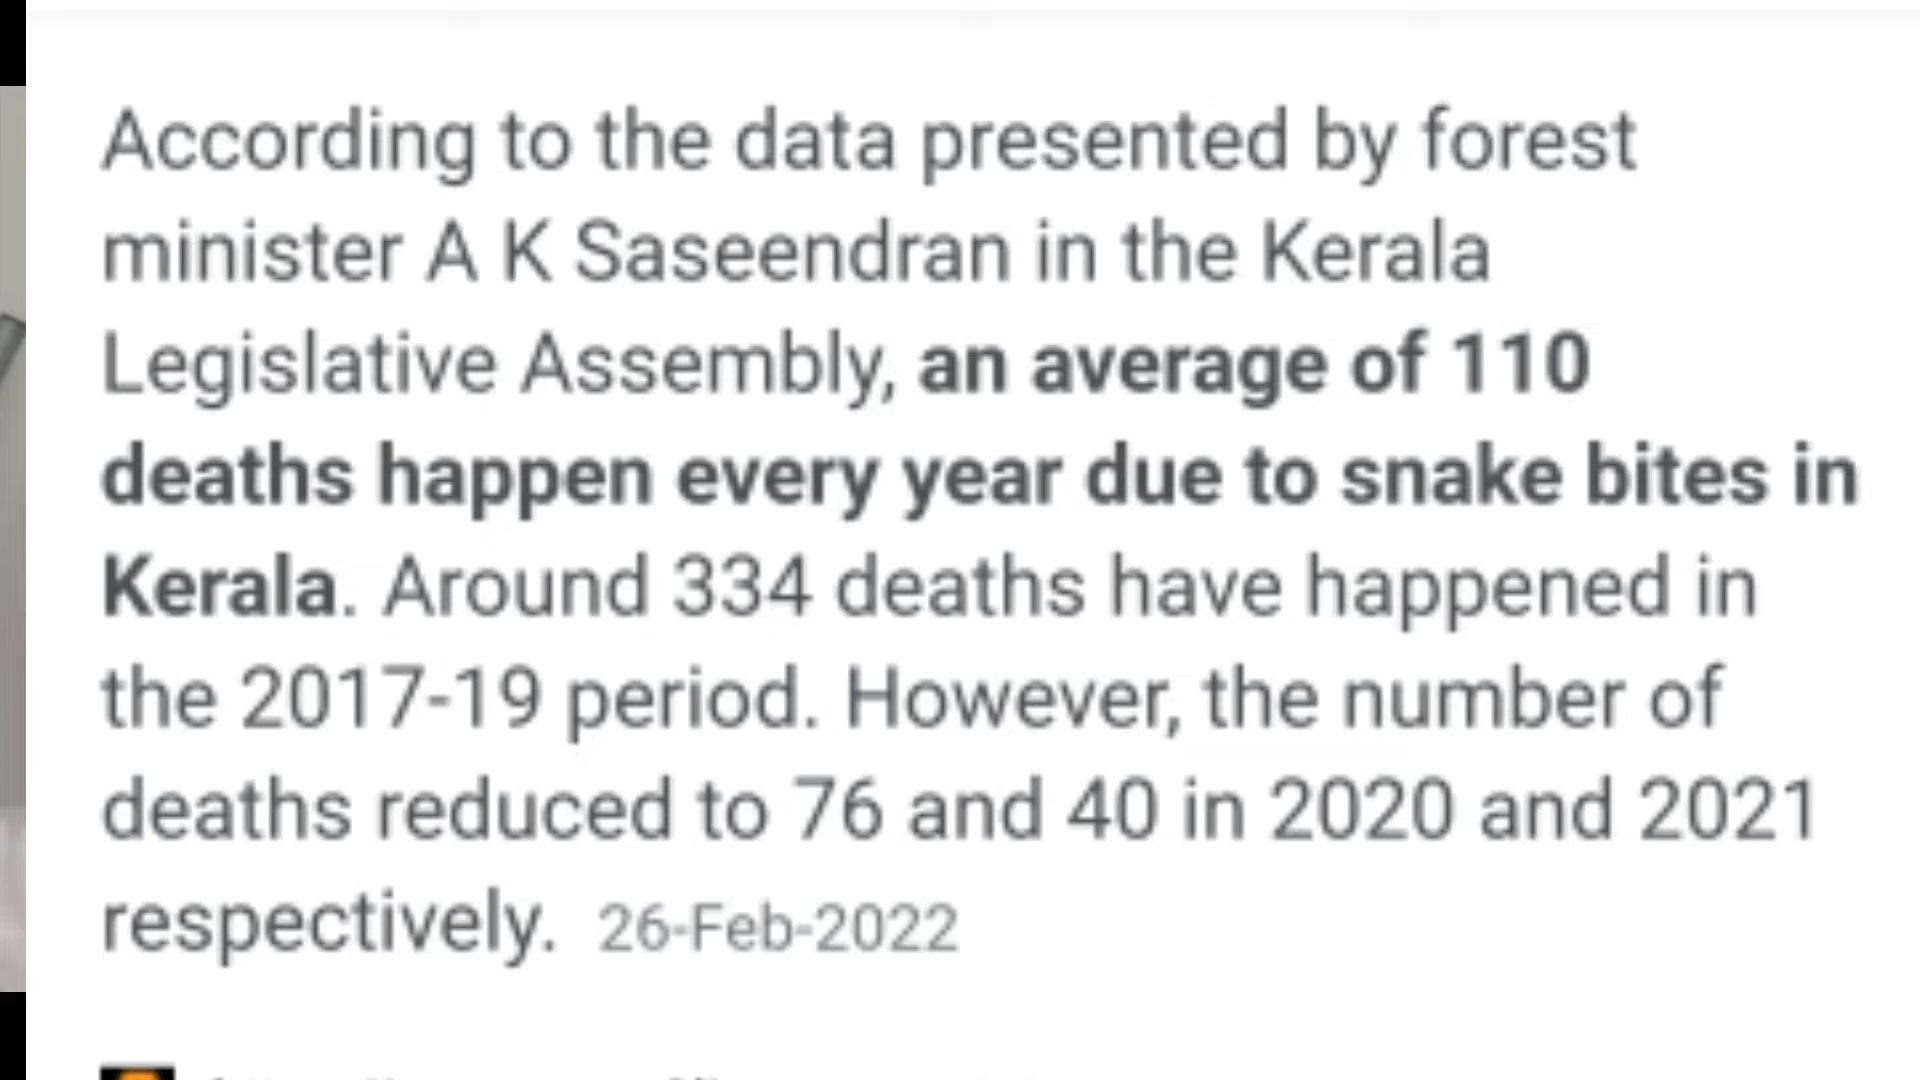 According to the data presented by forest
minister A K Saseendran in the Kerala
Legislative Assembly, an average of 110
deaths happen every year due to snake bites in
Kerala. Around 334 deaths have happened in
the 2017-19 period. However, the number of
deaths reduced to 76 and 40 in 2020 and 2021
respectively. 26-Feb-2022